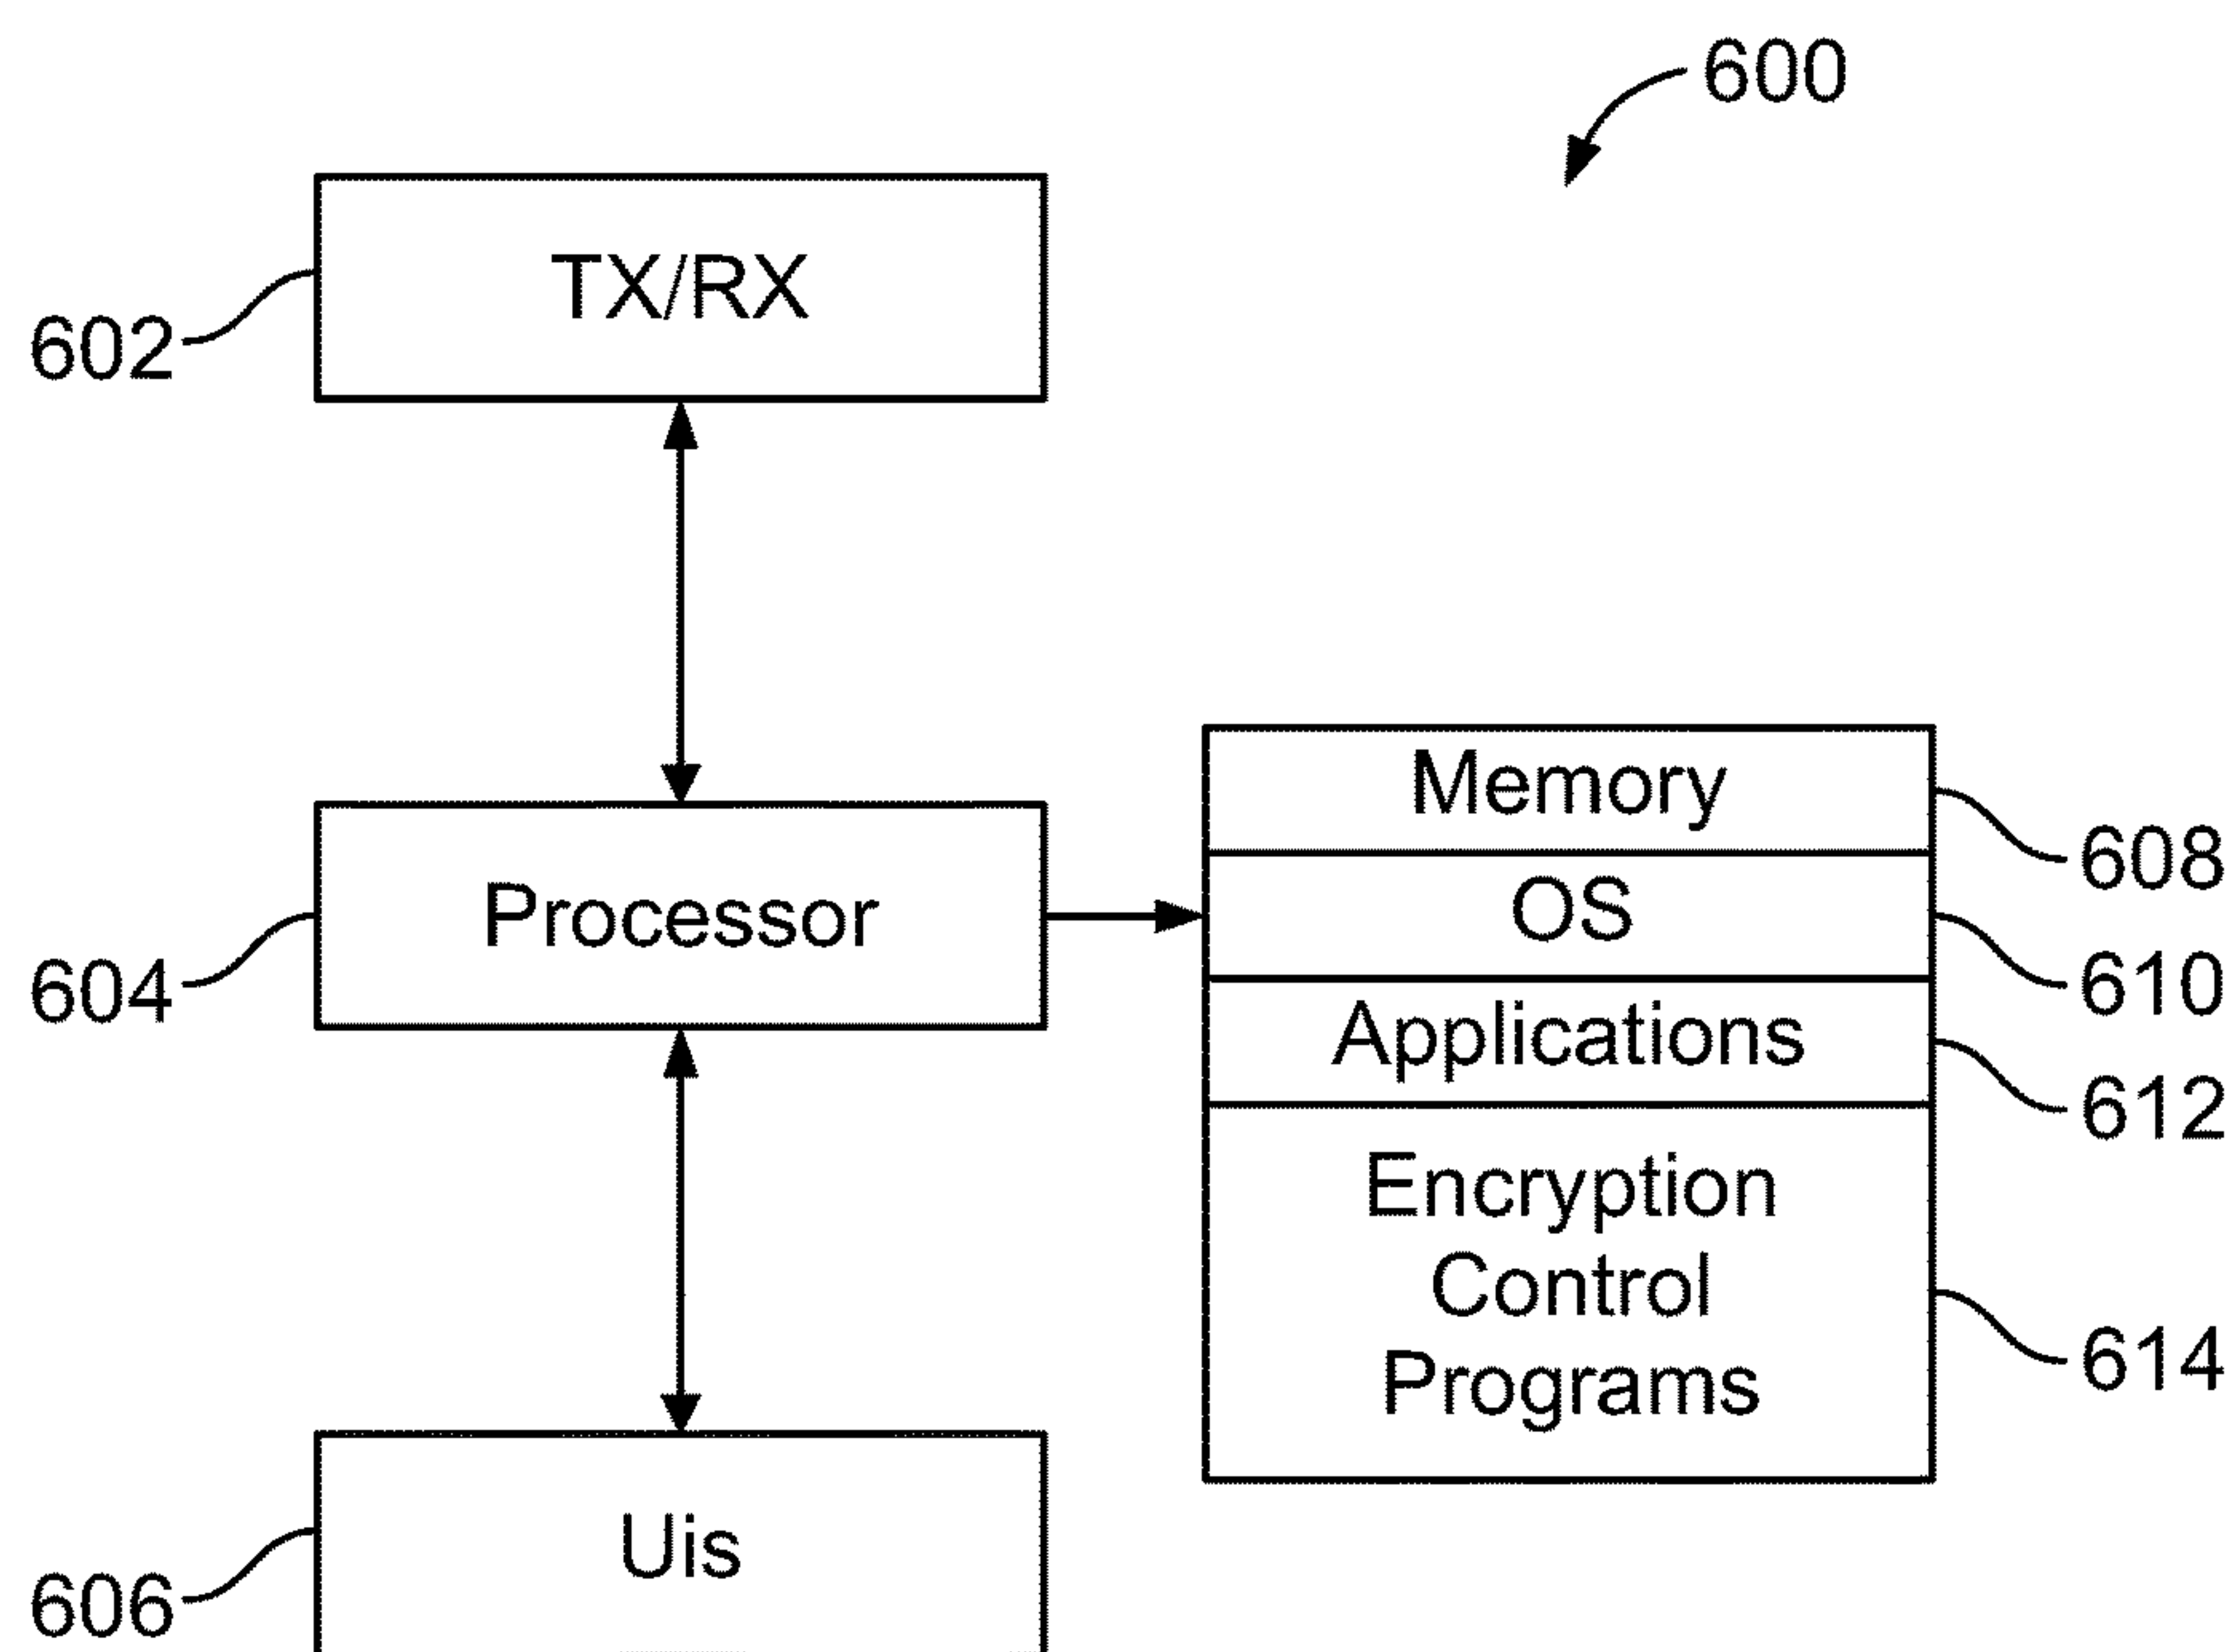 600
TX/RX
602
Memory
608
Processor
OS
604
610
Applications
612
Encryption
Control
614
Programs
Uis
606